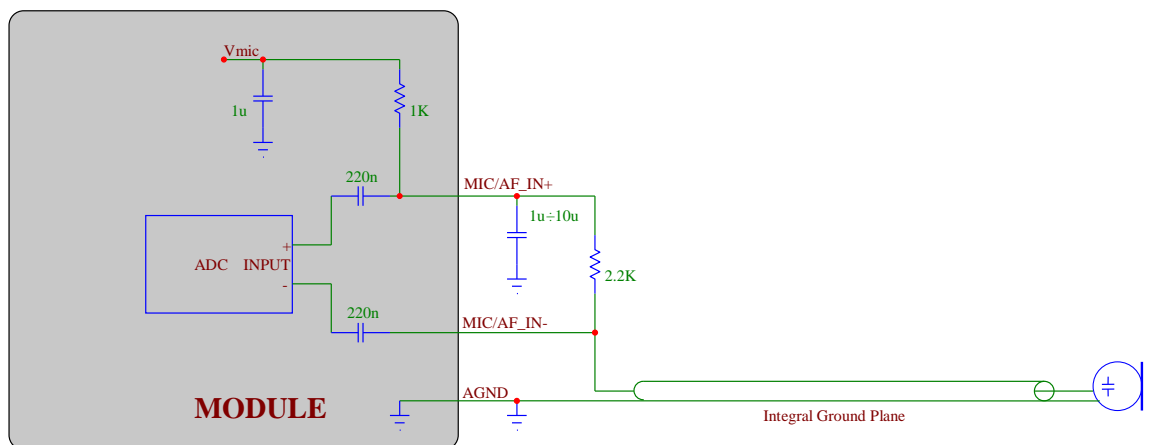 Vmic
1u
1K
220n
MIC/AF_IN+
1u÷10u
+
ADC INPUT
-
2.2K
220n
MIC/AF_IN-
AGND
MODULE
Integral Ground Plane